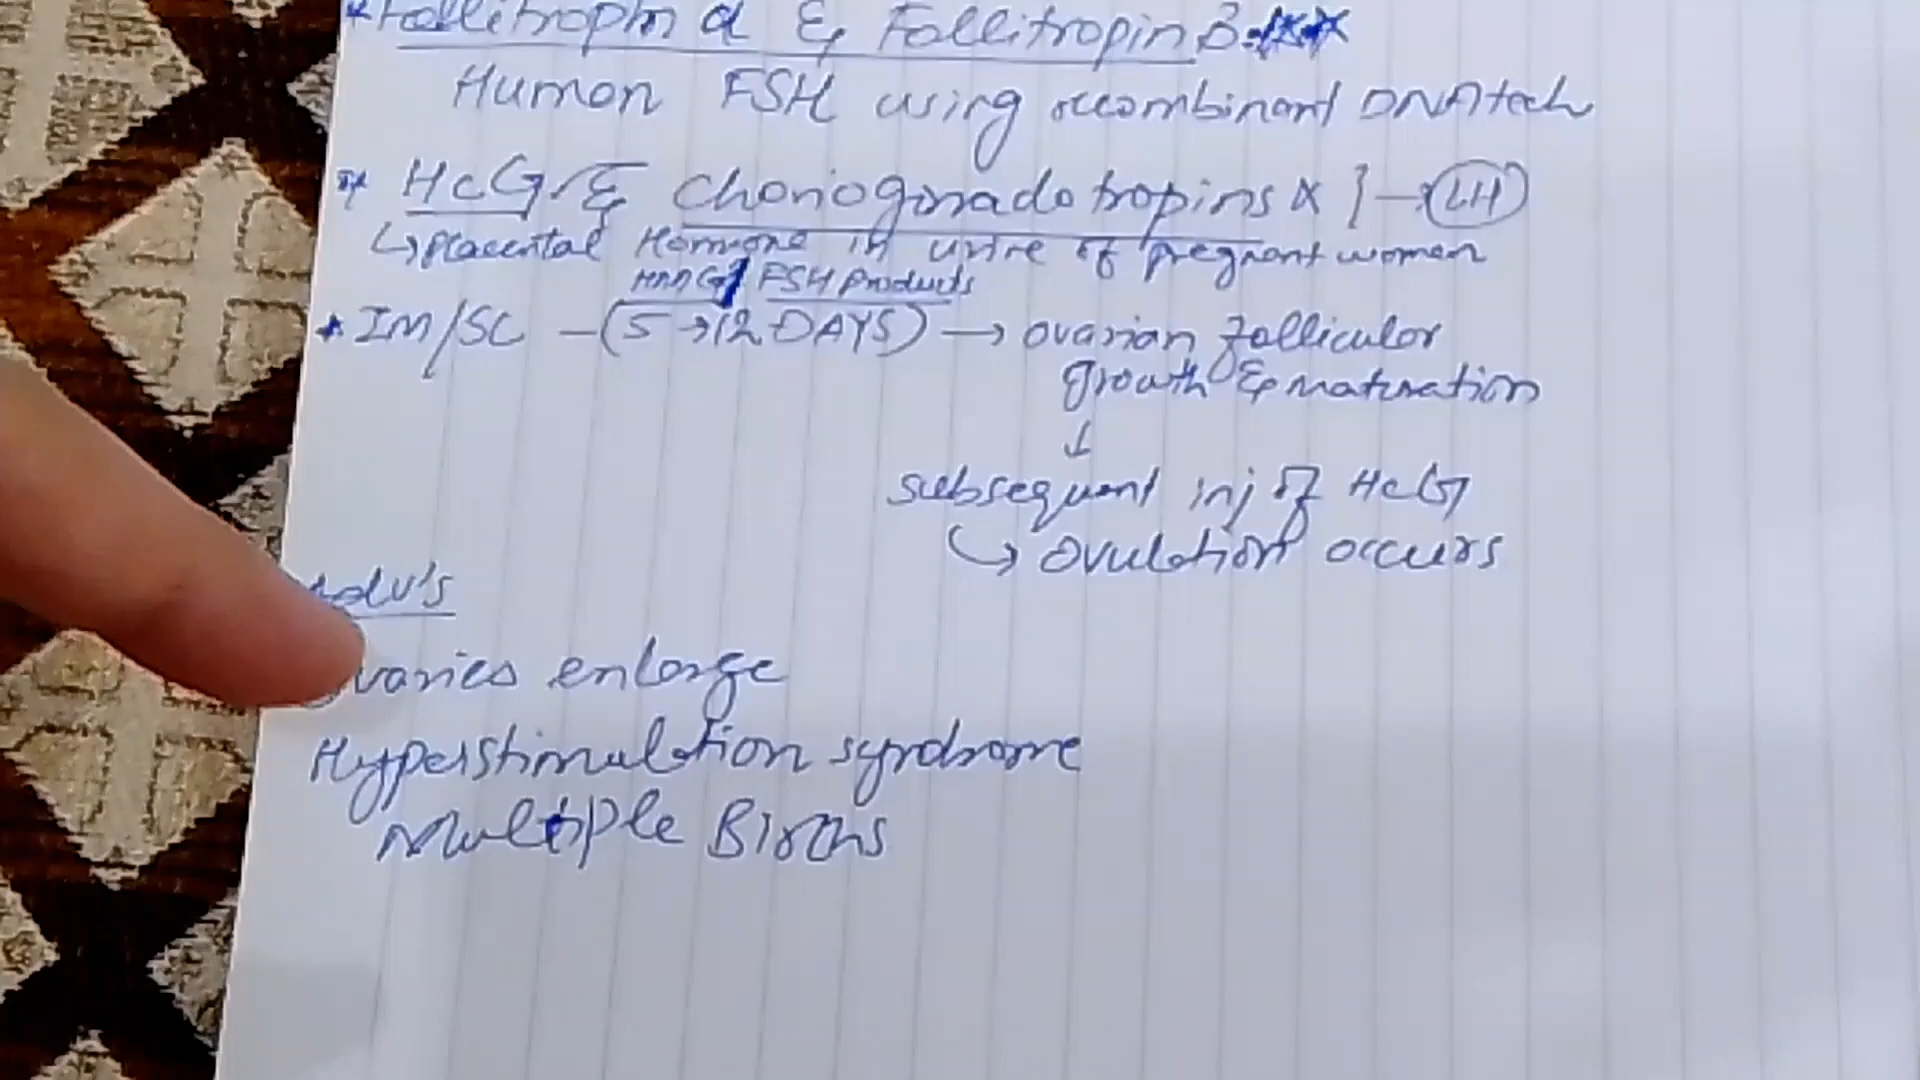 * Follitropin α & Follitropin β
Human FSH using recombinant DNA tech
* HcG & Choriogonadotropins α } → LH
↳ placental Hormone in urine of pregnant women
HMG / FSH Products
* IM/SC - (5 → 12 DAYS) → ovarian follicular
growth & maturation
↓
subsequent inj of HcG
↳ ovulation occurs
Adv's
ovaries enlarge
Hyperstimulation syndrome
Multiple Births